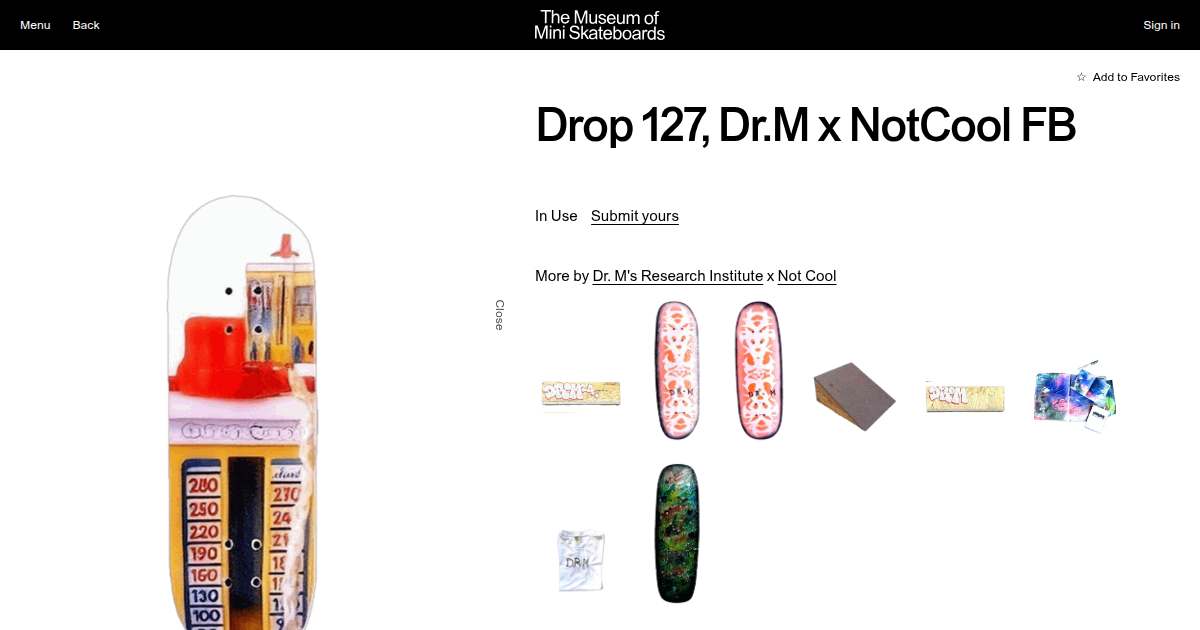 Menu
Back
The Museum of
Mini Skateboards
Sign in
☆ Add to Favorites
Drop 127, Dr.M x NotCool FB
In Use Submit yours
More by Dr. M's Research Institute x Not Cool
Close
280
250
220
190
160
130
100
270
24
DR.M